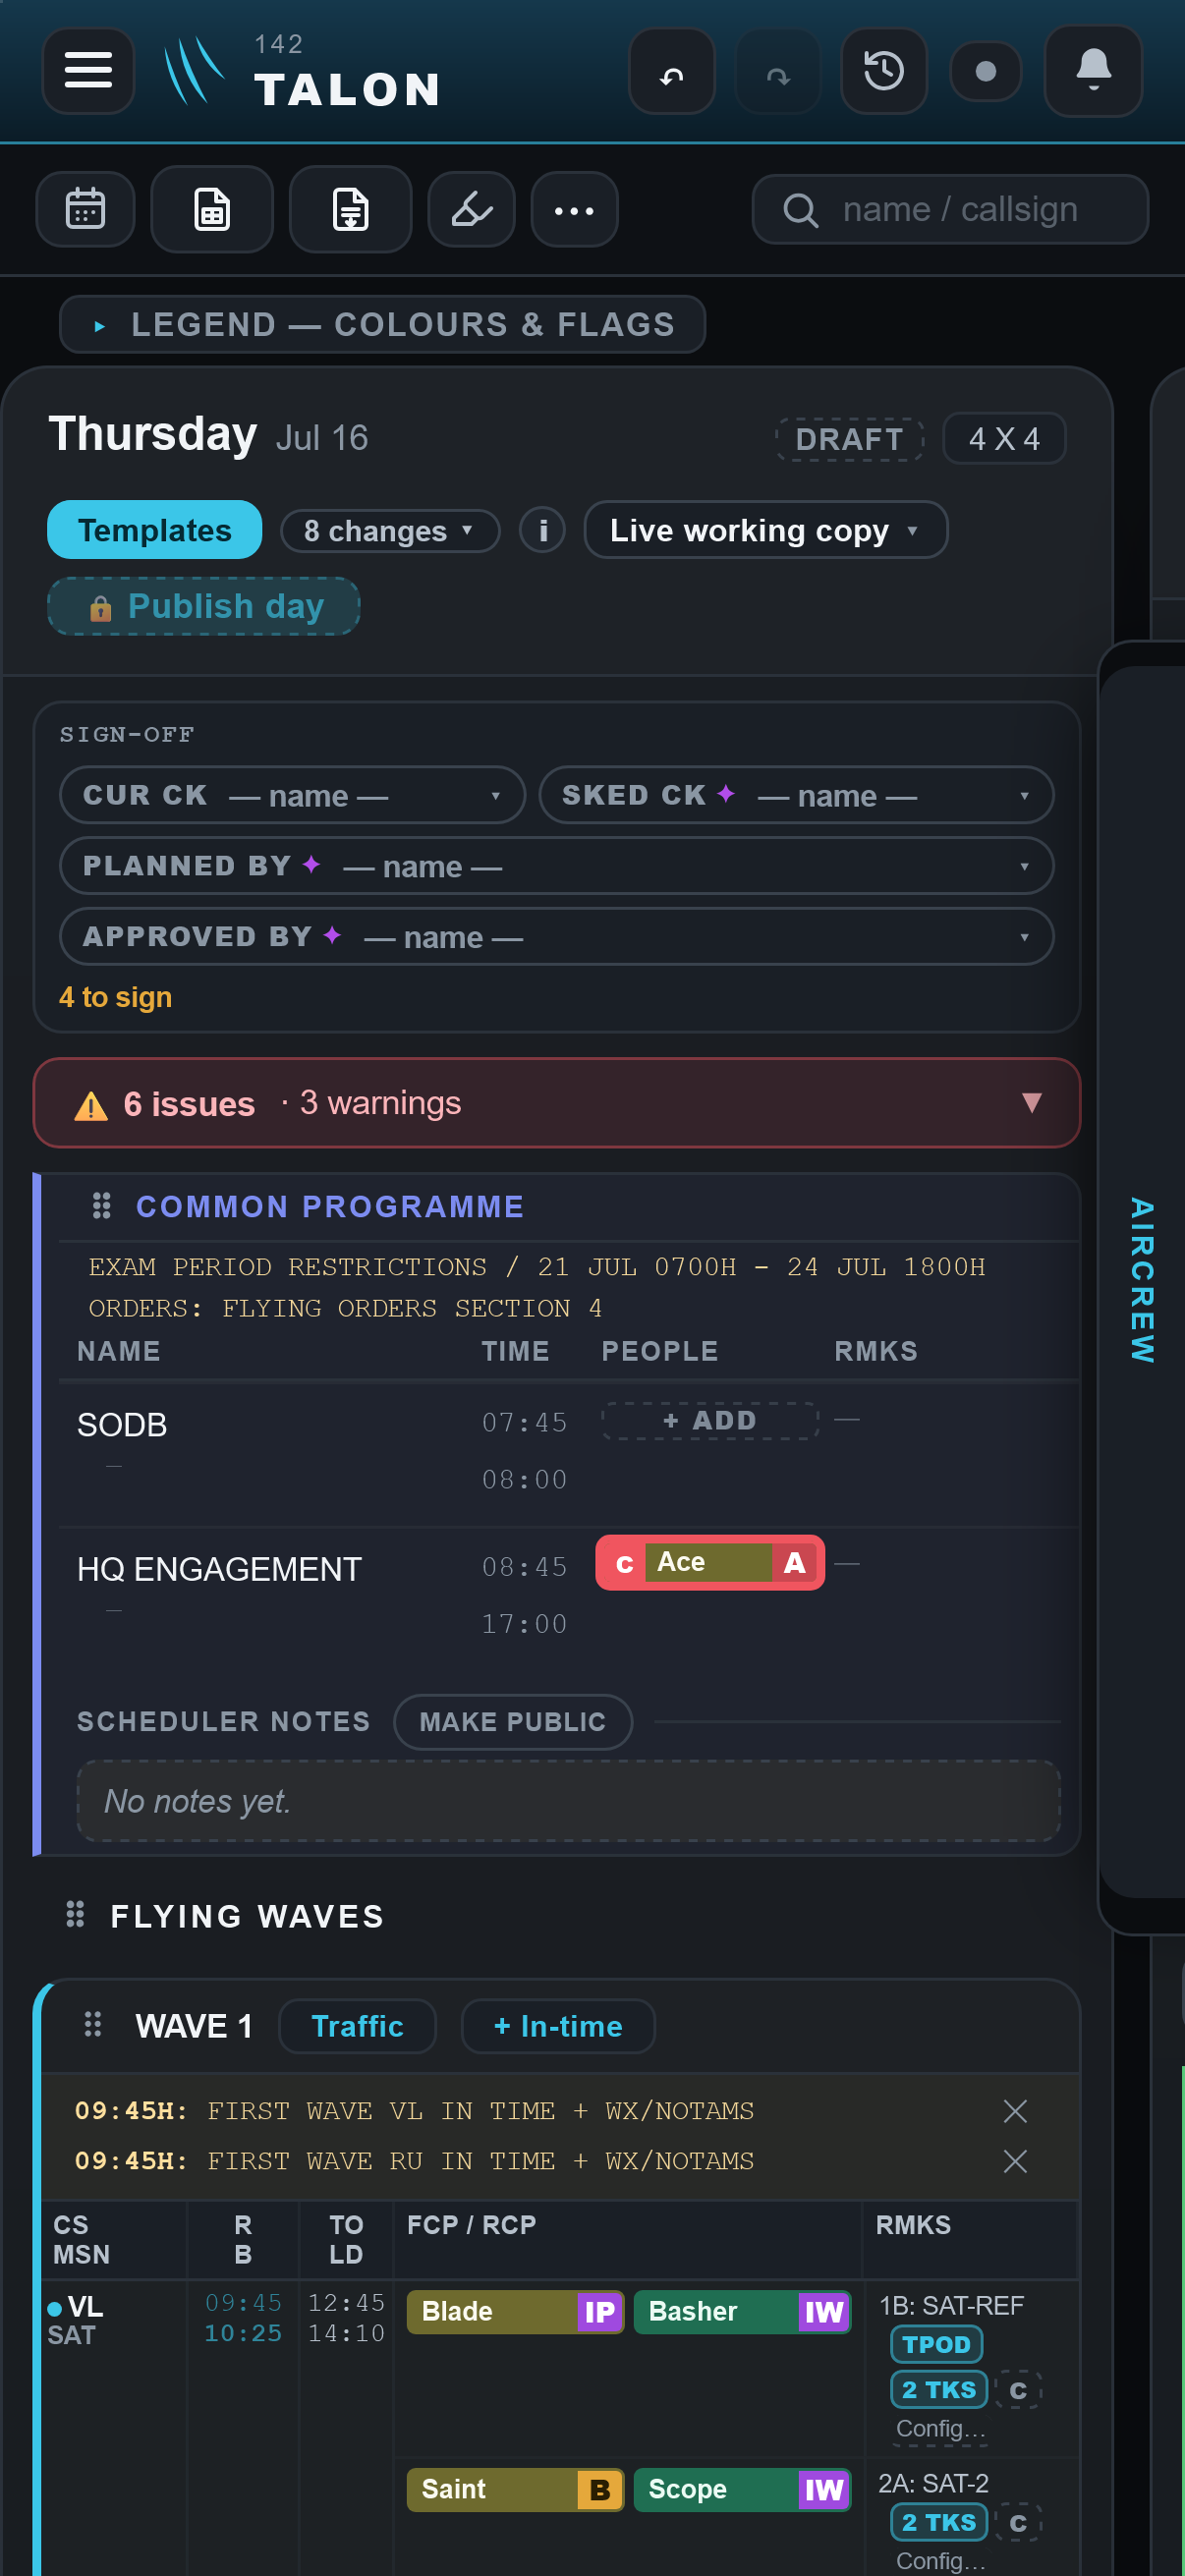 142
TALON
name / callsign
▸ LEGEND — COLOURS & FLAGS
Thursday Jul 16 DRAFT 4 X 4
Templates 8 changes ▾ i Live working copy ▾
🔒 Publish day
SIGN-OFF
CUR CK — name — ▾ SKED CK ✦ — name — ▾
PLANNED BY ✦ — name — ▾
APPROVED BY ✦ — name — ▾
4 to sign
⚠️ 6 issues · 3 warnings ▼
COMMON PROGRAMME
EXAM PERIOD RESTRICTIONS / 21 JUL 0700H - 24 JUL 1800H
ORDERS: FLYING ORDERS SECTION 4
NAME TIME PEOPLE RMKS
SODB 07:45 + ADD —
— 08:00
HQ ENGAGEMENT 08:45 C Ace A —
— 17:00
SCHEDULER NOTES MAKE PUBLIC
No notes yet.
AIRCREW
FLYING WAVES
WAVE 1 Traffic + In-time
09:45H: FIRST WAVE VL IN TIME + WX/NOTAMS
09:45H: FIRST WAVE RU IN TIME + WX/NOTAMS
CS R TO FCP / RCP RMKS
MSN B LD
VL 09:45 12:45 Blade IP Basher IW 1B: SAT-REF
SAT 10:25 14:10 TPOD
2 TKS C
Config…
Saint B Scope IW 2A: SAT-2
2 TKS C
Config…